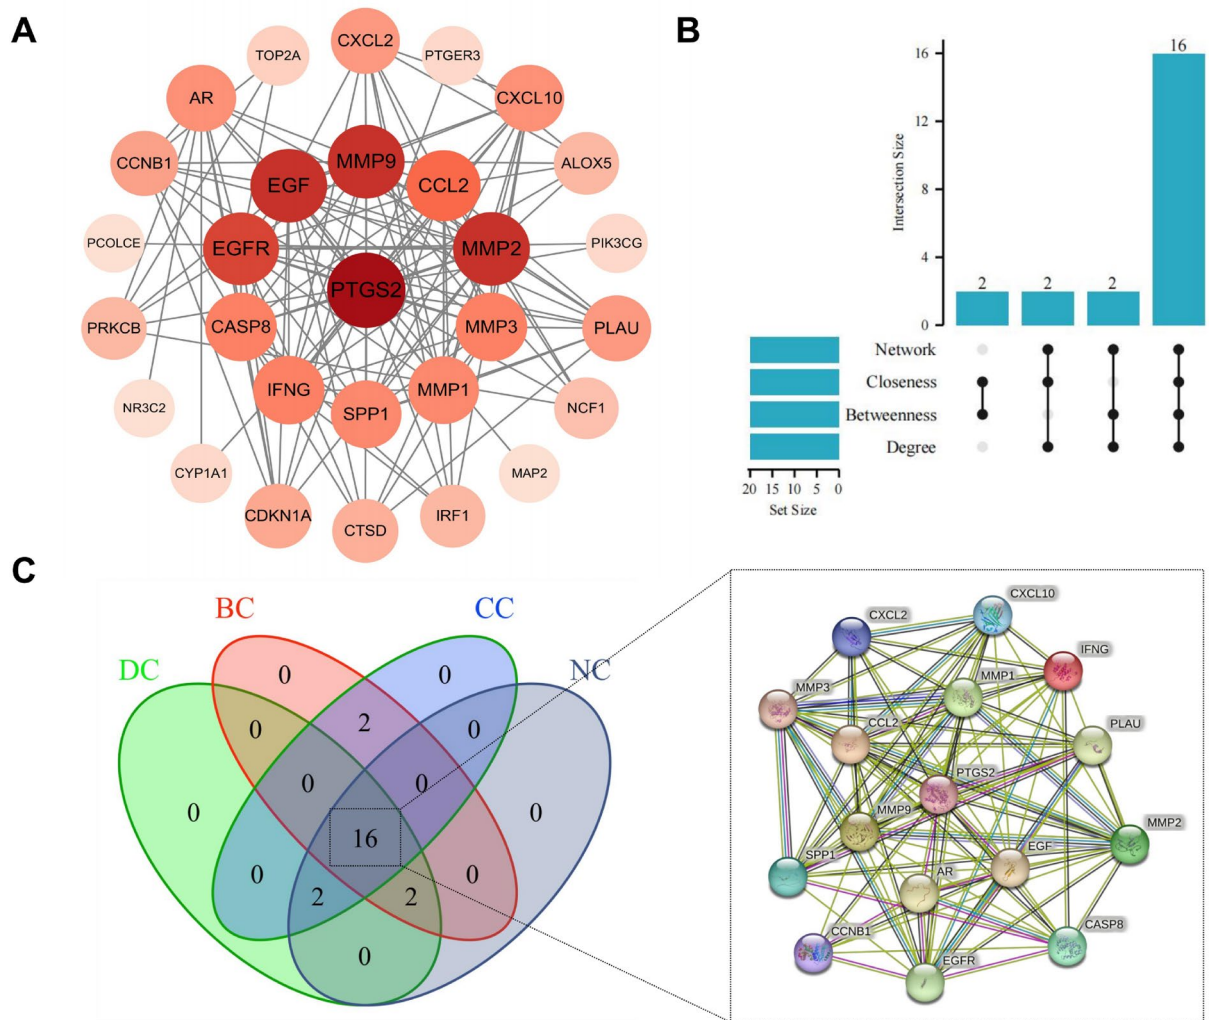 A
CXCL2
TOP2A
PTGER3
AR
CXCL10
CCNB1
MMP9
ALOX5
EGF
CCL2
PCOLCE
EGFR
MMP2
PIK3CG
PTGS2
PRKCB
CASP8
MMP3
PLAU
IFNG
MMP1
NR3C2
SPP1
NCF1
CYP1A1
MAP2
CDKN1A
CTSD
IRF1
B
16
16
12
8
4
0
Intersection Size
2
2
2
Network
Closeness
Betweenness
Degree
20 15 10 5 0
Set Size
C
BC
CC
DC
NC
0
0
0
2
0
0
0
0
0
16
0
0
2
2
0
CXCL10
CXCL2
IFNG
MMP1
MMP3
CCL2
PLAU
PTGS2
MMP9
MMP2
SPP1
EGF
AR
CASP8
CCNB1
EGFR